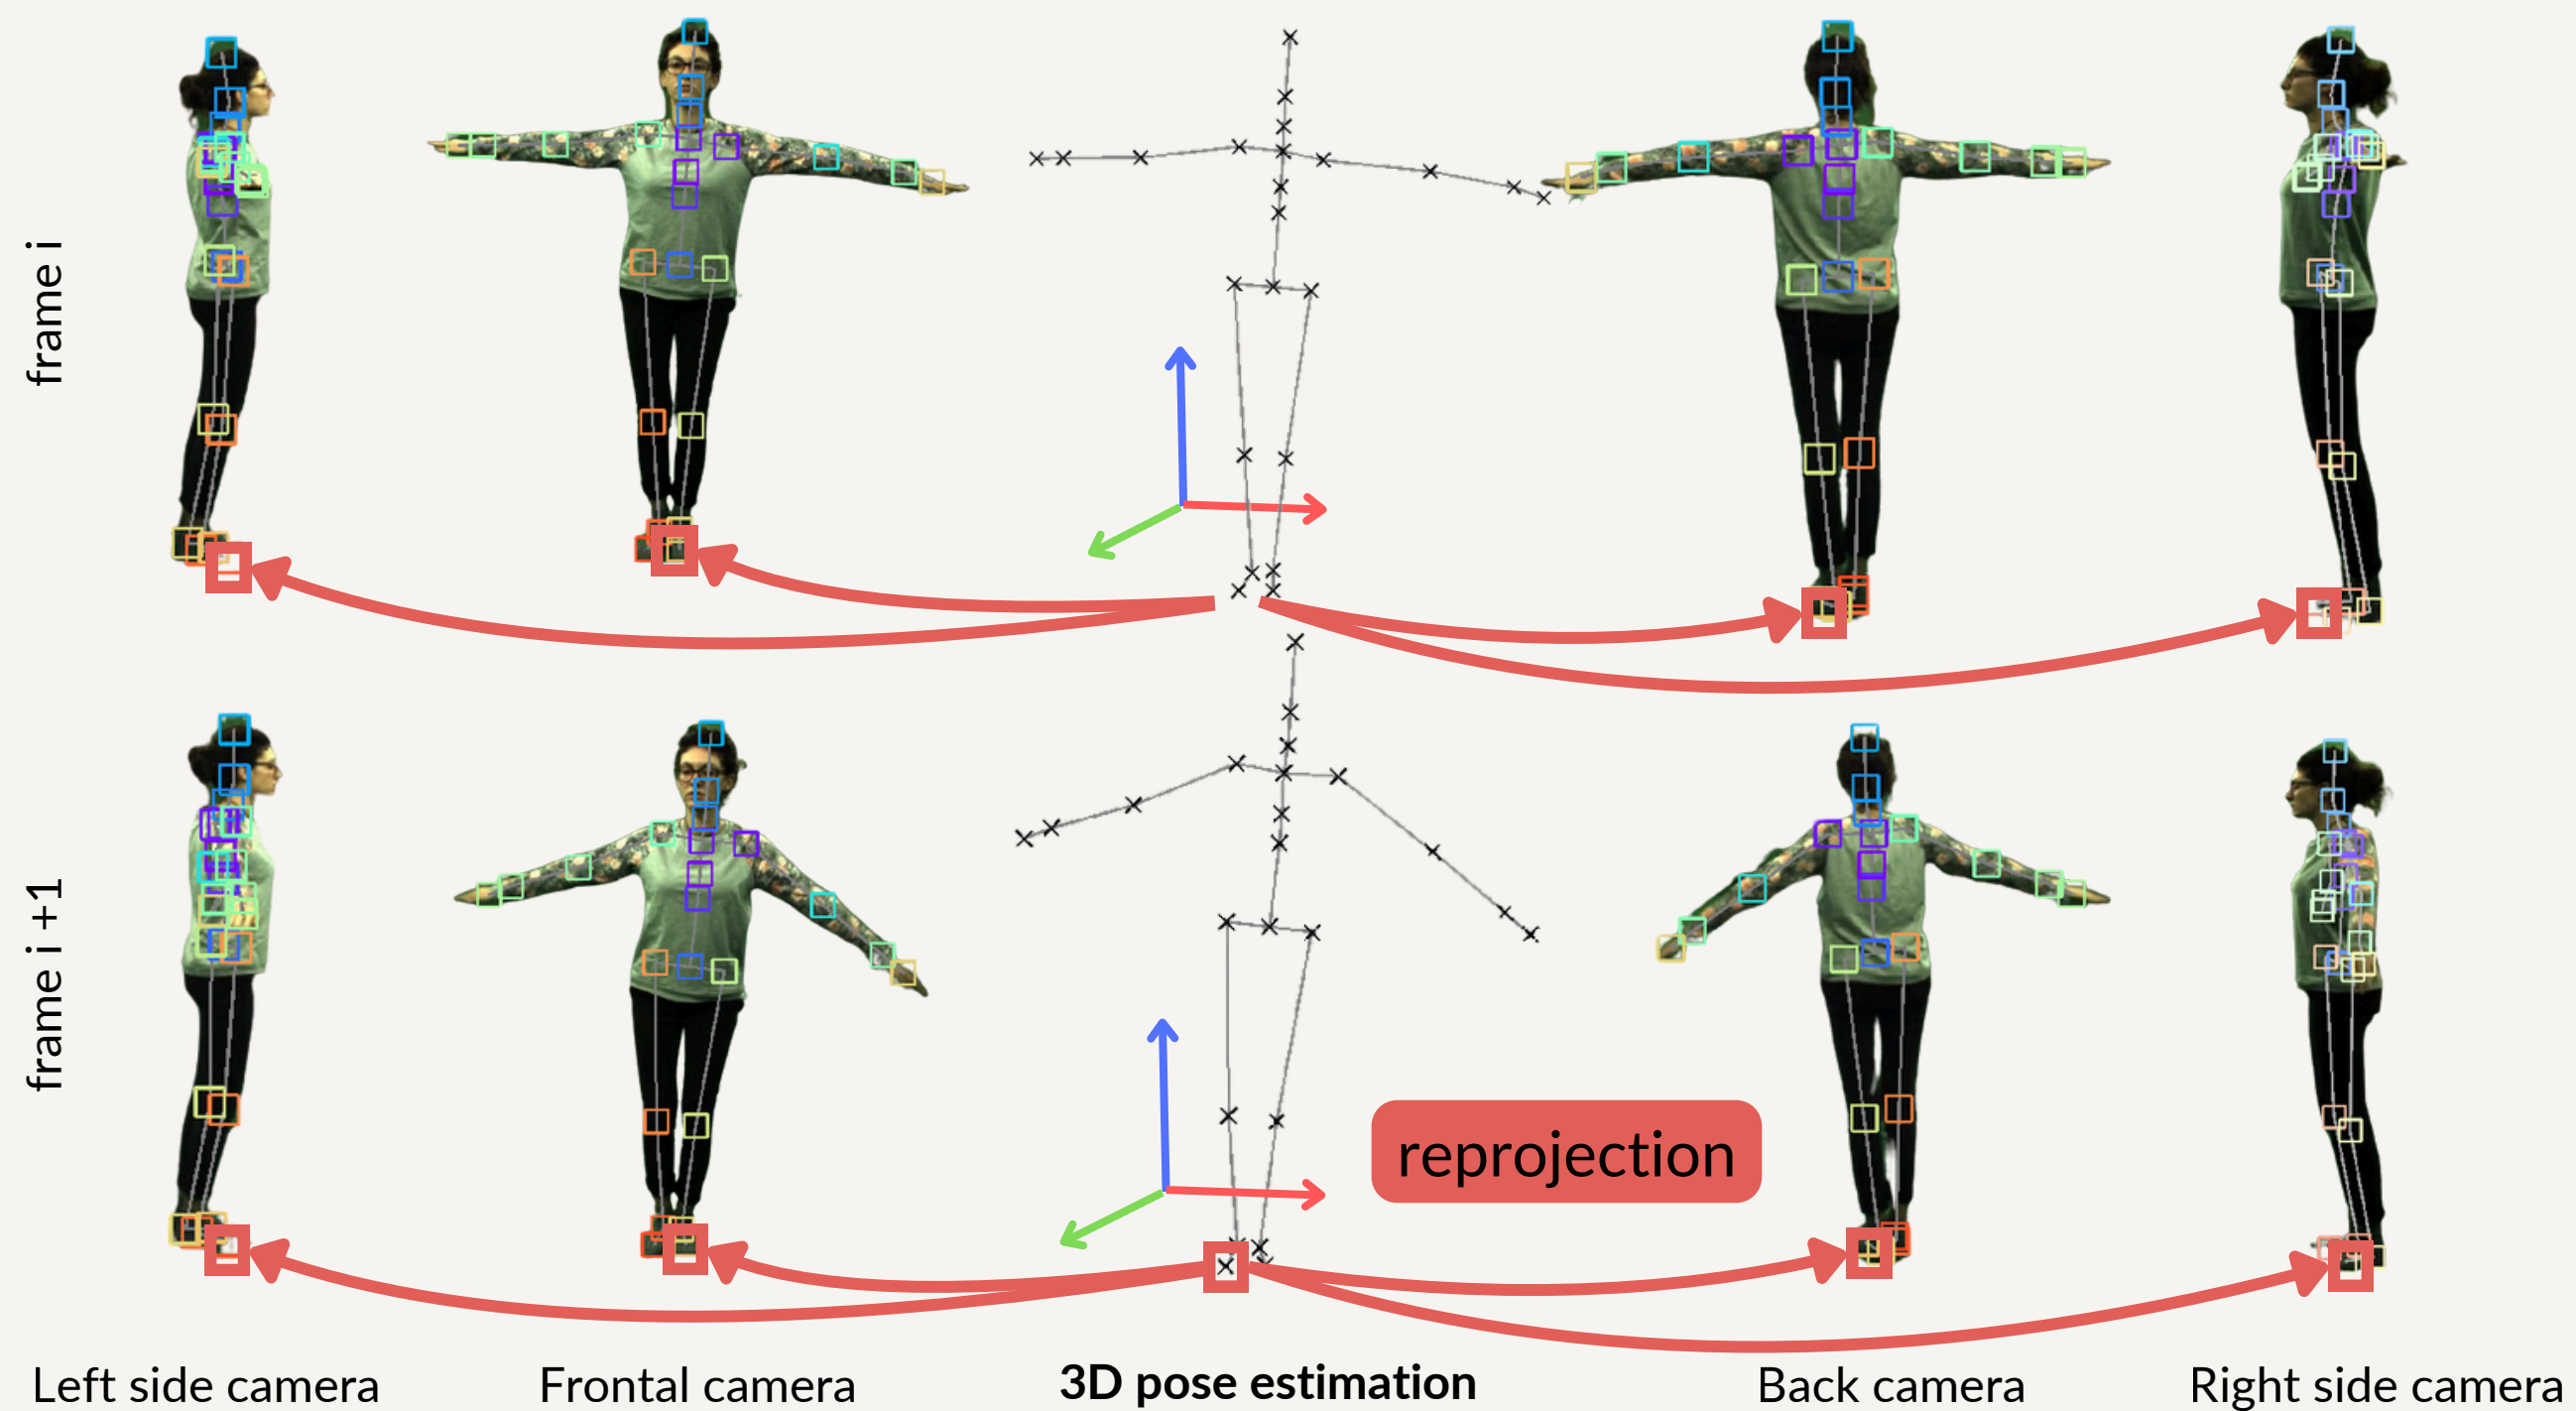 frame i
frame i +1
reprojection
Left side camera
Frontal camera
3D pose estimation
Back camera
Right side camera